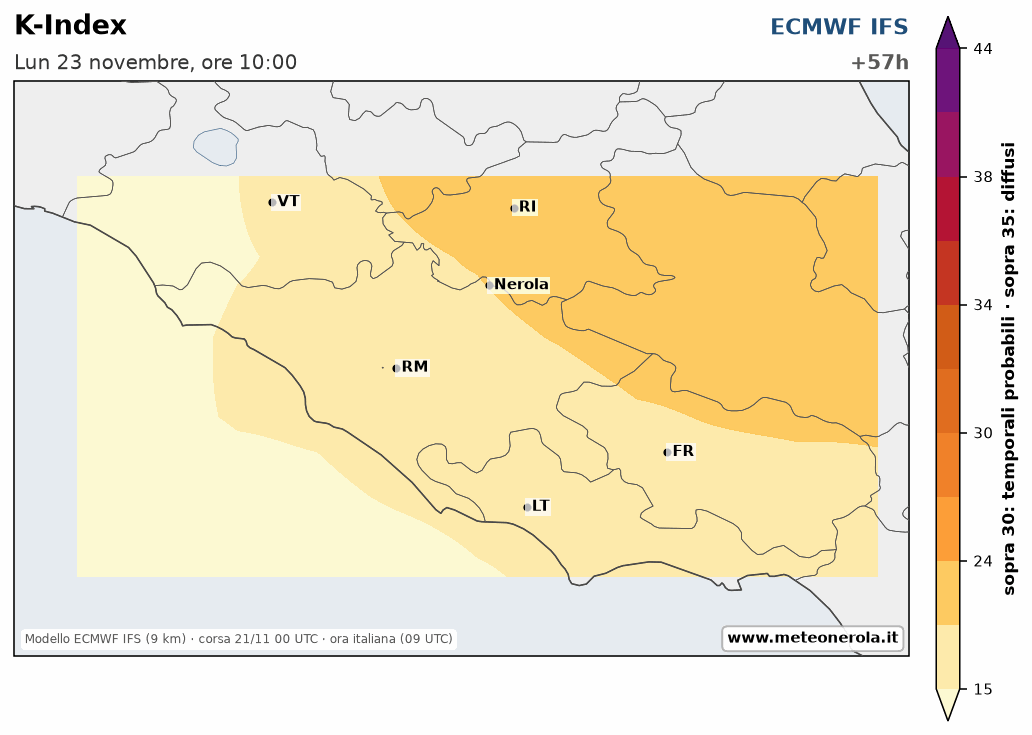 K-Index
ECMWF IFS
Lun 23 novembre, ore 10:00
+57h
VT
RI
Nerola
RM
FR
LT
Modello ECMWF IFS (9 km) · corsa 21/11 00 UTC · ora italiana (09 UTC)
www.meteonerola.it
44
38
34
30
24
15
sopra 30: temporali probabili · sopra 35: diffusi